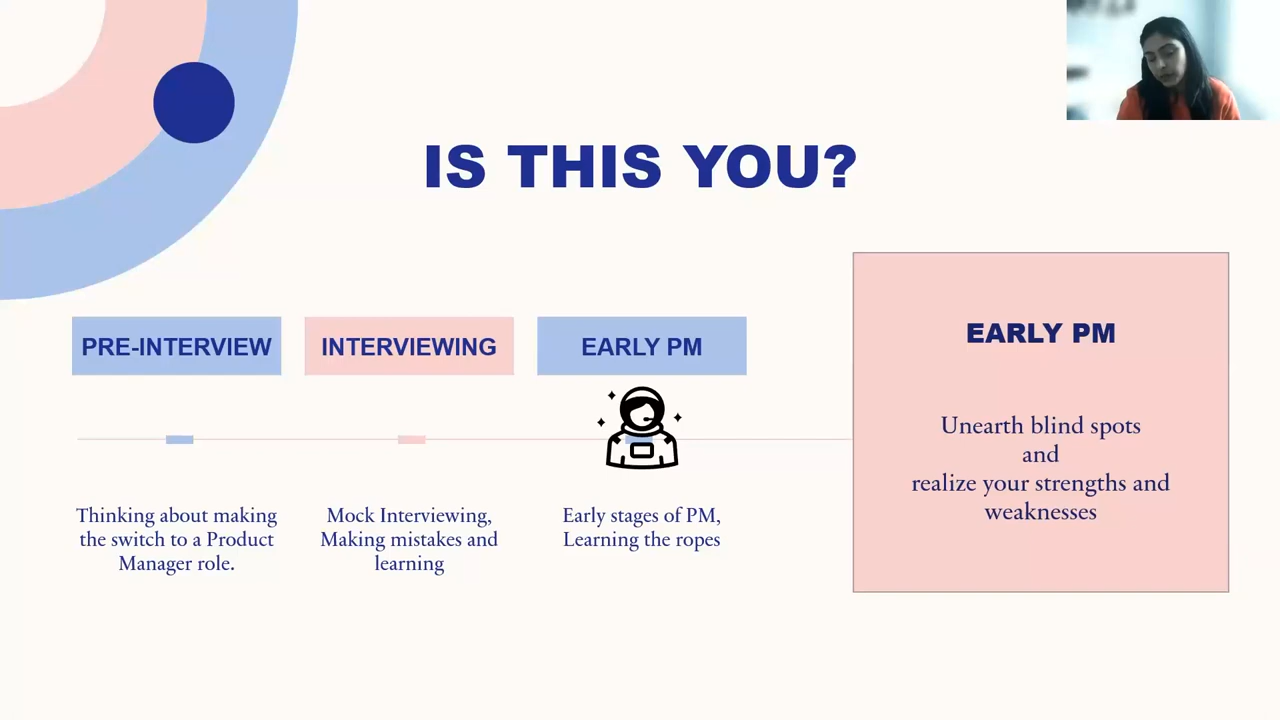 IS THIS YOU?
PRE-INTERVIEW
INTERVIEWING
EARLY PM
Thinking about making
the switch to a Product
Manager role.
Mock Interviewing,
Making mistakes and
learning
Early stages of PM,
Learning the ropes
EARLY PM
Unearth blind spots
and
realize your strengths and
weaknesses